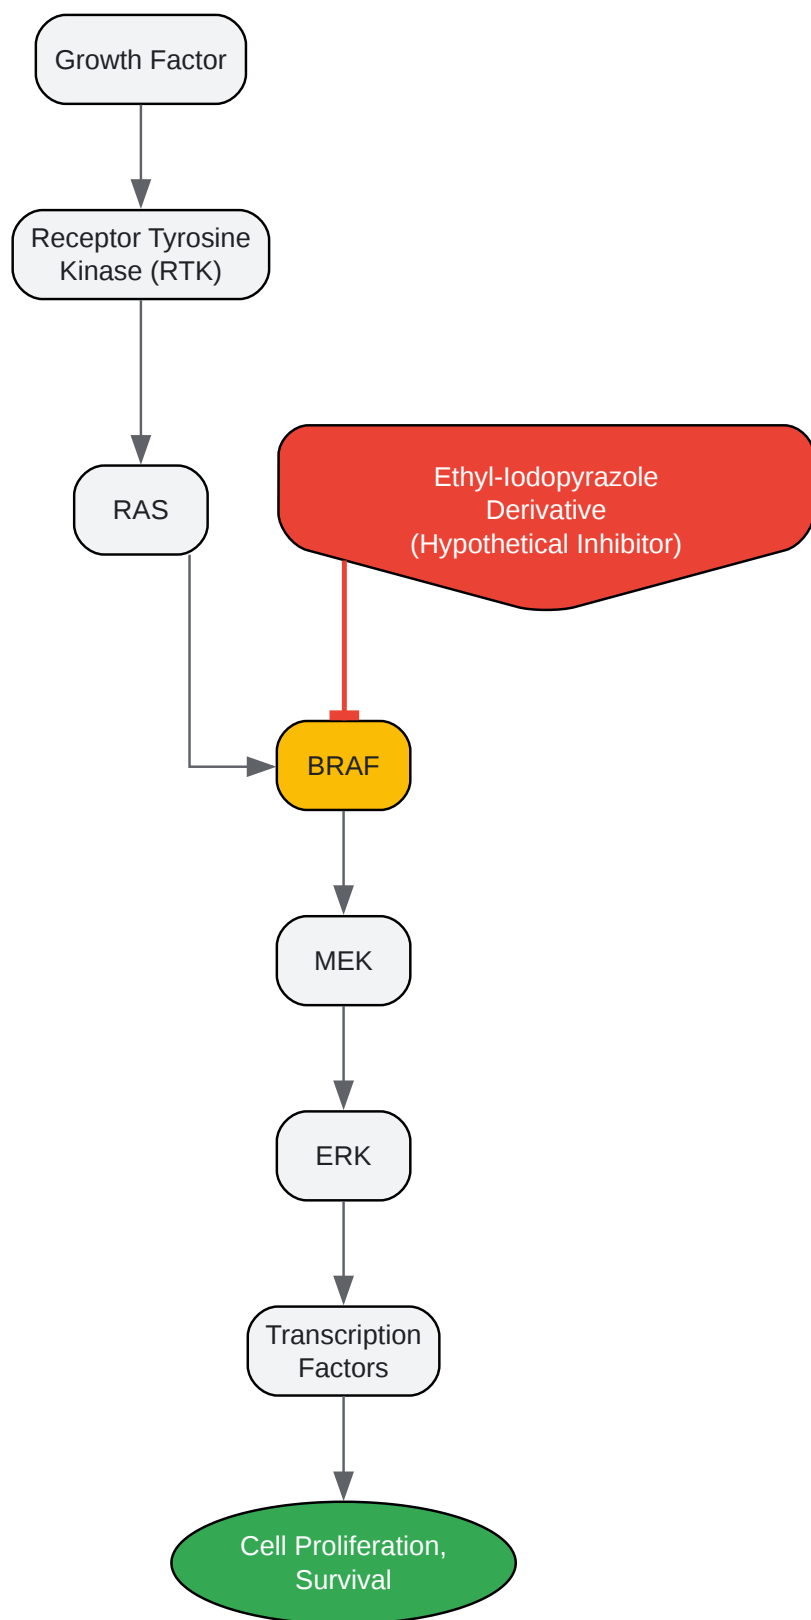 Growth Factor
Receptor Tyrosine
Kinase (RTK)
RAS
Ethyl-Iodopyrazole
Derivative
(Hypothetical Inhibitor)
BRAF
MEK
ERK
Transcription
Factors
Cell Proliferation,
Survival